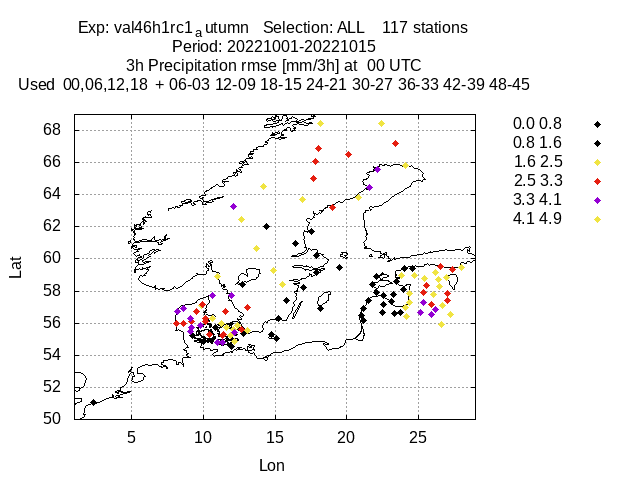 Exp: val46h1rc1a utumn Selection: ALL 117 stations
Period: 20221001-20221015
3h Precipitation rmse [mm/3h] at 00 UTC
Used 00,06,12,18 + 06-03 12-09 18-15 24-21 30-27 36-33 42-39 48-45
68
66
64
62
60
58
56
54
52
50
Lat
5 10 15 20 25
Lon
0.0 0.8
0.8 1.6
1.6 2.5
2.5 3.3
3.3 4.1
4.1 4.9